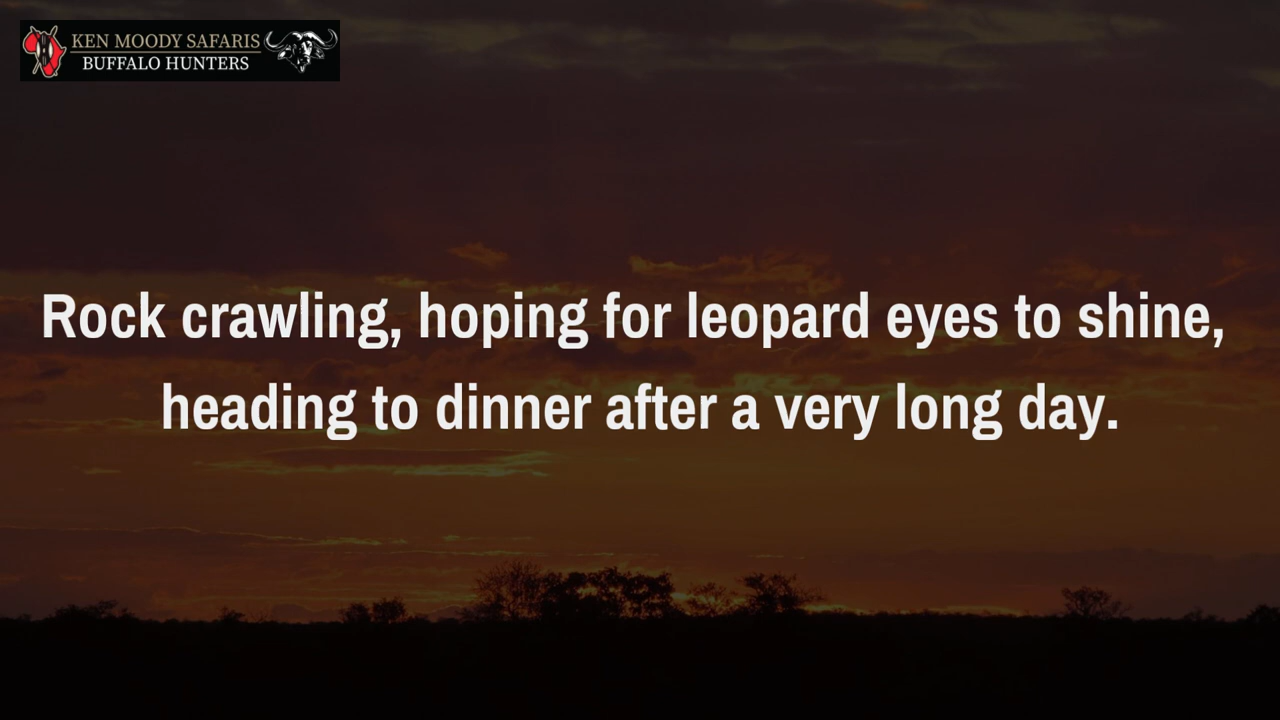 KEN MOODY SAFARIS
BUFFALO HUNTERS
Rock crawling, hoping for leopard eyes to shine,
heading to dinner after a very long day.